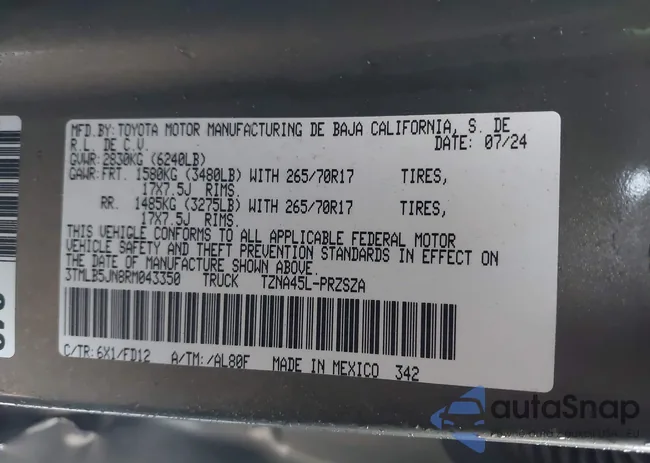 MFD.BY:TOYOTA MOTOR MANUFACTURING DE BAJA CALIFORNIA, S. DE
R.L. DE C.V. DATE: 07/24
GVWR:2830KG (6240LB)
GAWR:FRT. 1580KG (3480LB) WITH 265/70R17 TIRES,
17X7.5J RIMS.
RR. 1485KG (3275LB) WITH 265/70R17 TIRES,
17X7.5J RIMS.
THIS VEHICLE CONFORMS TO ALL APPLICABLE FEDERAL MOTOR
VEHICLE SAFETY AND THEFT PREVENTION STANDARDS IN EFFECT ON
THE DATE OF MANUFACTURE SHOWN ABOVE.
3TMLB5JN8RM043350 TRUCK TZNA45L-PRZSZA
C/TR:6X1/FD12 A/TM:/AL80F MADE IN MEXICO 342
autoSnap